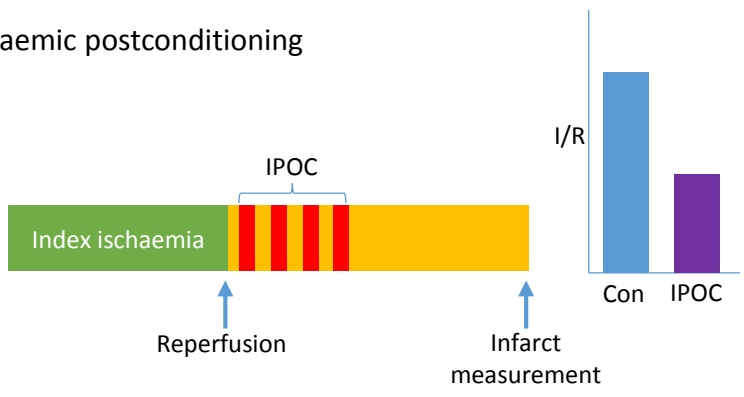 aemic postconditioning
I/R
IPOC
Index ischaemia
Con IPOC
Reperfusion
Infarct
measurement